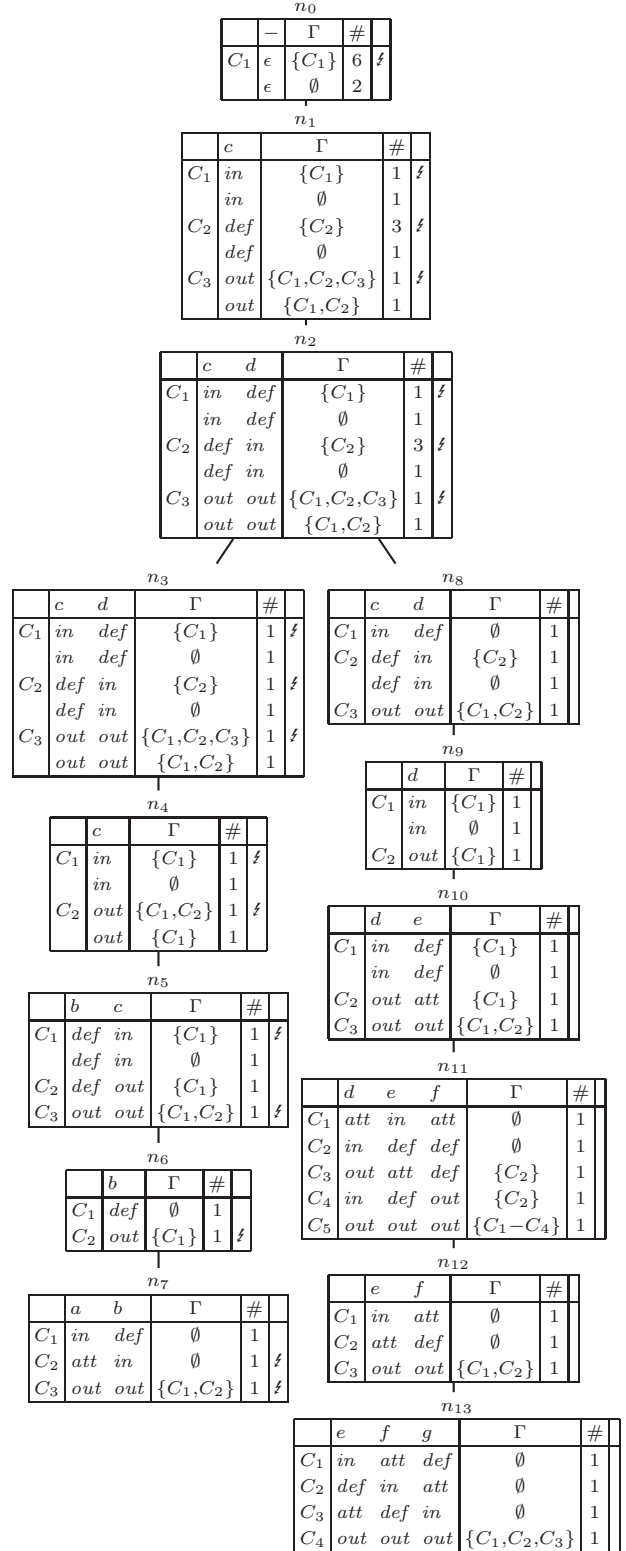 n₀
− Γ #
C₁ ϵ {C₁} 6 ↯
ϵ ∅ 2
n₁
c Γ #
C₁ in {C₁} 1 ↯
in ∅ 1
C₂ def {C₂} 3 ↯
def ∅ 1
C₃ out {C₁,C₂,C₃} 1 ↯
out {C₁,C₂} 1
n₂
c d Γ #
C₁ in def {C₁} 1 ↯
in def ∅ 1
C₂ def in {C₂} 3 ↯
def in ∅ 1
C₃ out out {C₁,C₂,C₃} 1 ↯
out out {C₁,C₂} 1
n₃
c d Γ #
C₁ in def {C₁} 1 ↯
in def ∅ 1
C₂ def in {C₂} 1 ↯
def in ∅ 1
C₃ out out {C₁,C₂,C₃} 1 ↯
out out {C₁,C₂} 1
n₄
c Γ #
C₁ in {C₁} 1 ↯
in ∅ 1
C₂ out {C₁,C₂} 1 ↯
out {C₁} 1
n₅
b c Γ #
C₁ def in {C₁} 1 ↯
def in ∅ 1
C₂ def out {C₁} 1
C₃ out out {C₁,C₂} 1 ↯
n₆
b Γ #
C₁ def ∅ 1
C₂ out {C₁} 1 ↯
n₇
a b Γ #
C₁ in def ∅ 1
C₂ att in ∅ 1 ↯
C₃ out out {C₁,C₂} 1 ↯
n₈
c d Γ #
C₁ in def ∅ 1
C₂ def in {C₂} 1
def in ∅ 1
C₃ out out {C₁,C₂} 1
n₉
d Γ #
C₁ in {C₁} 1
in ∅ 1
C₂ out {C₁} 1
n₁₀
d e Γ #
C₁ in def {C₁} 1
in def ∅ 1
C₂ out att {C₁} 1
C₃ out out {C₁,C₂} 1
n₁₁
d e f Γ #
C₁ att in att ∅ 1
C₂ in def def ∅ 1
C₃ out att def {C₂} 1
C₄ in def out {C₂} 1
C₅ out out out {C₁−C₄} 1
n₁₂
e f Γ #
C₁ in att ∅ 1
C₂ att def ∅ 1
C₃ out out {C₁,C₂} 1
n₁₃
e f g Γ #
C₁ in att def ∅ 1
C₂ def in att ∅ 1
C₃ att def in ∅ 1
C₄ out out out {C₁,C₂,C₃} 1